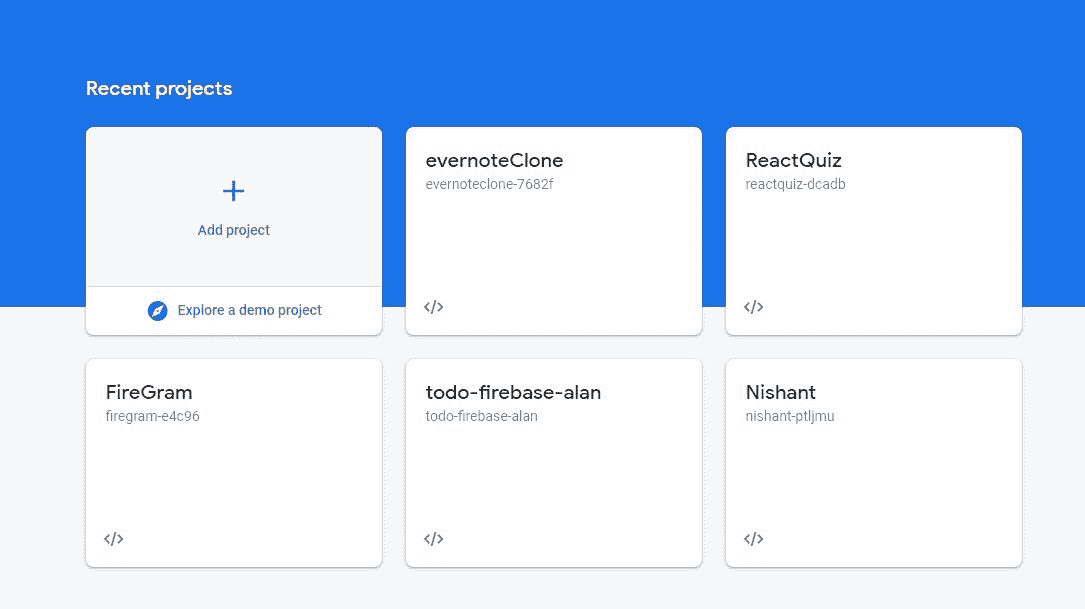 Recent projects
Add project
Explore a demo project
evernoteClone
evernoteclone-7682f
</>
ReactQuiz
reactquiz-dcadb
</>
FireGram
firegram-e4c96
</>
todo-firebase-alan
todo-firebase-alan
</>
Nishant
nishant-ptljmu
</>